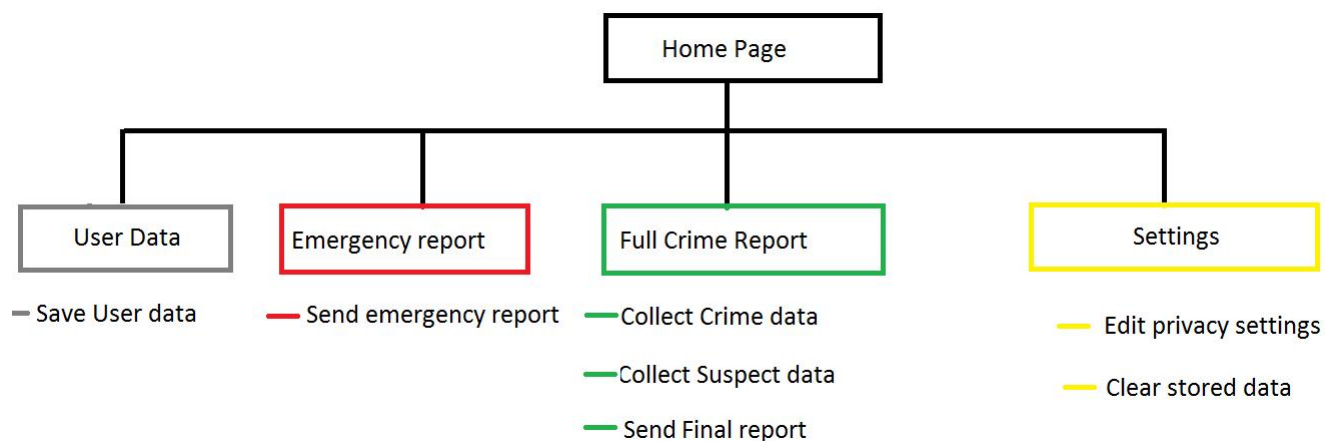 Home Page
User Data
Emergency report
Full Crime Report
Settings
Save User data
Send emergency report
Collect Crime data
Edit privacy settings
Collect Suspect data
Clear stored data
Send Final report